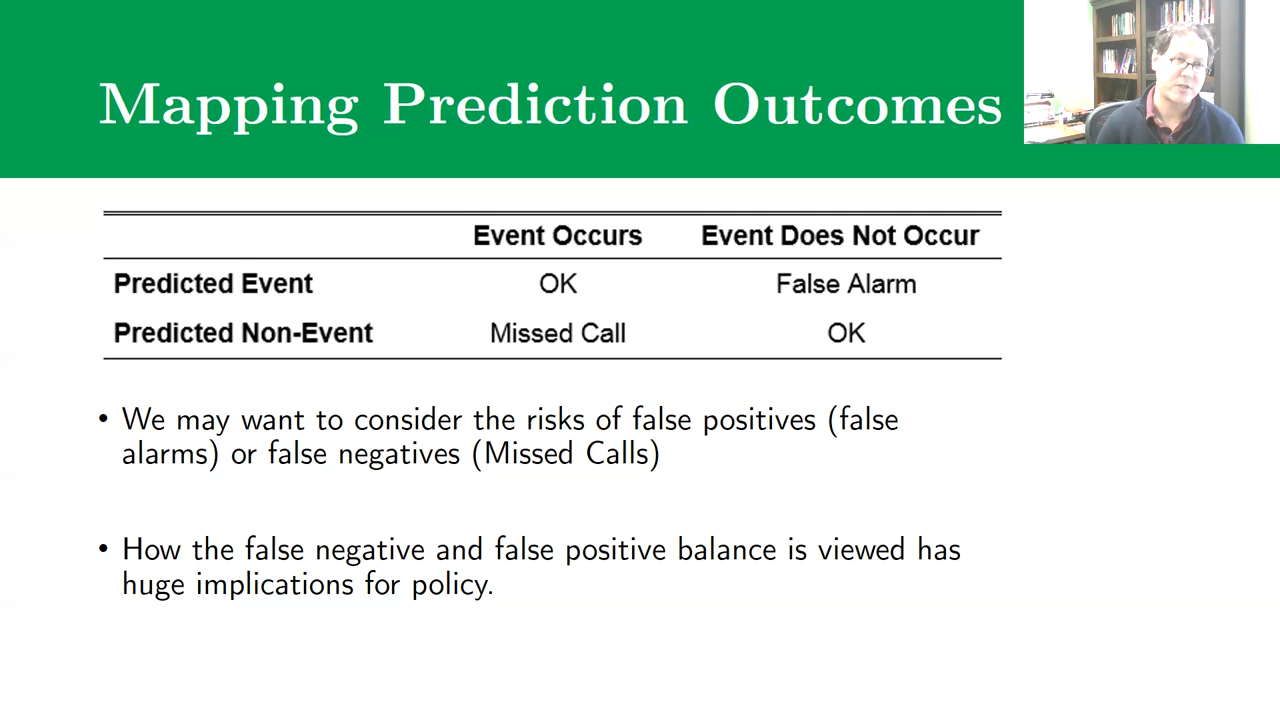 Mapping Prediction Outcomes
Event Occurs Event Does Not Occur
Predicted Event OK False Alarm
Predicted Non-Event Missed Call OK
• We may want to consider the risks of false positives (false
alarms) or false negatives (Missed Calls)
• How the false negative and false positive balance is viewed has
huge implications for policy.